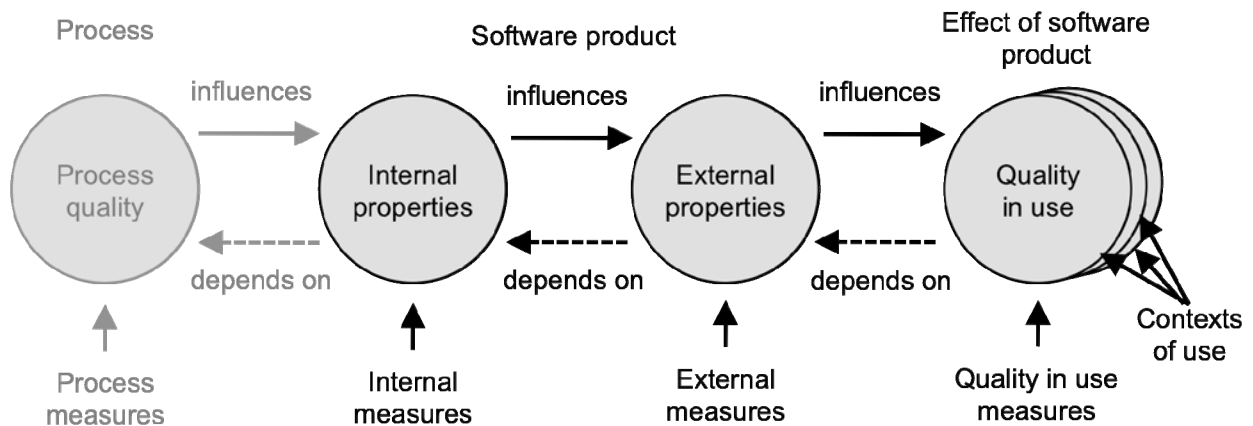 Process
Software product
Effect of software
product
influences
influences
influences
Process
quality
Internal
properties
External
properties
Quality
in use
depends on
depends on
depends on
Contexts
of use
Process
measures
Internal
measures
External
measures
Quality in use
measures